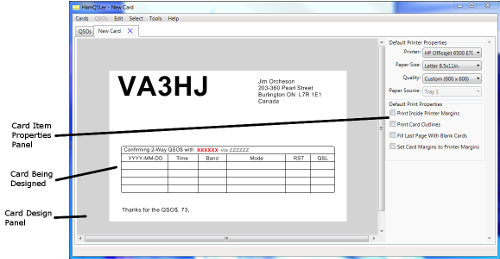 HamQSLer - New Card
Cards QSOs Edit Select Tools Help
QSOs New Card X
Default Printer Properties
Printer: HP Officejet 6500 E71
Paper Size: Letter 8.5x11in.
Quality: Custom (600 x 600)
Paper Source: Tray 1
Default Print Properties
Print Inside Printer Margins
Print Card Outlines
Fill Last Page With Blank Cards
Set Card Margins to Printer Margins
VA3HJ
Jim Orcheson
203-360 Pearl Street
Burlington ON L7R 1E1
Canada
Confirming 2-Way QSO$ with XXXXXX via ZZZZZZ
YYYY-MM-DD Time Band Mode RST QSL
Thanks for the QSO$. 73,
Card Item
Properties
Panel
Card Being
Designed
Card Design
Panel